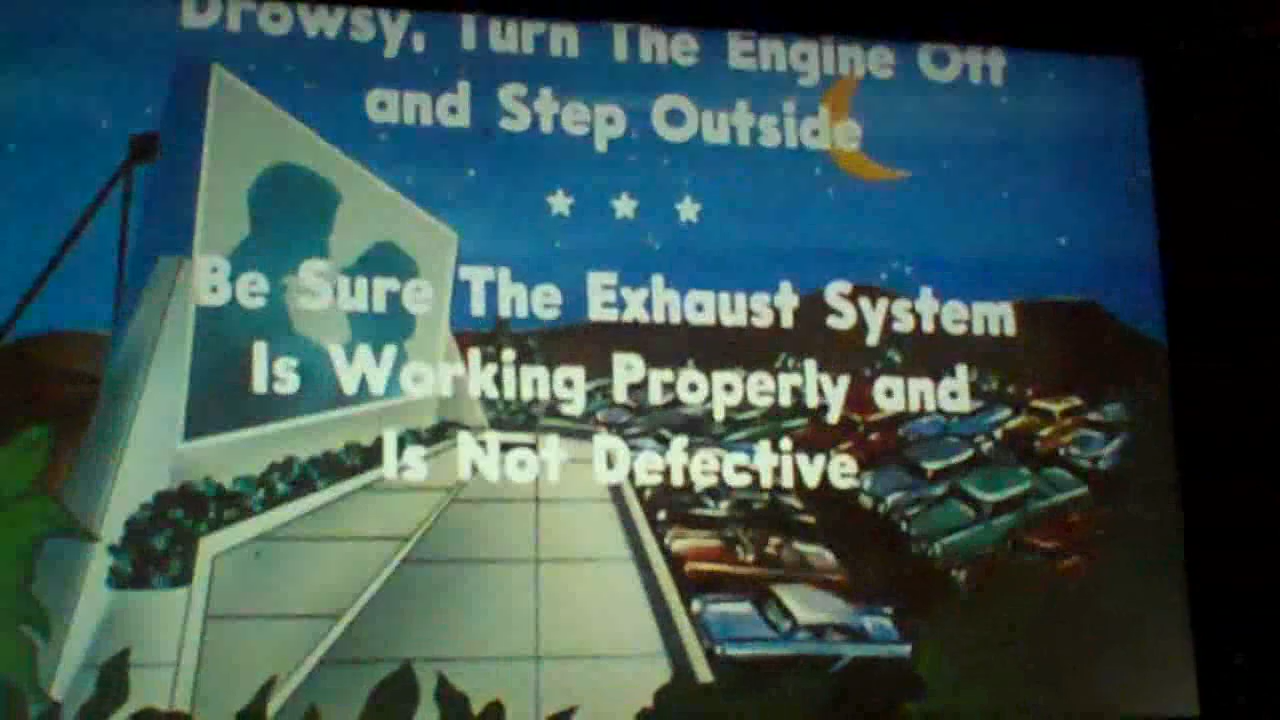 Drowsy, Turn The Engine Off
and Step Outside
Be Sure The Exhaust System
Is Working Properly and
Is Not Defective.